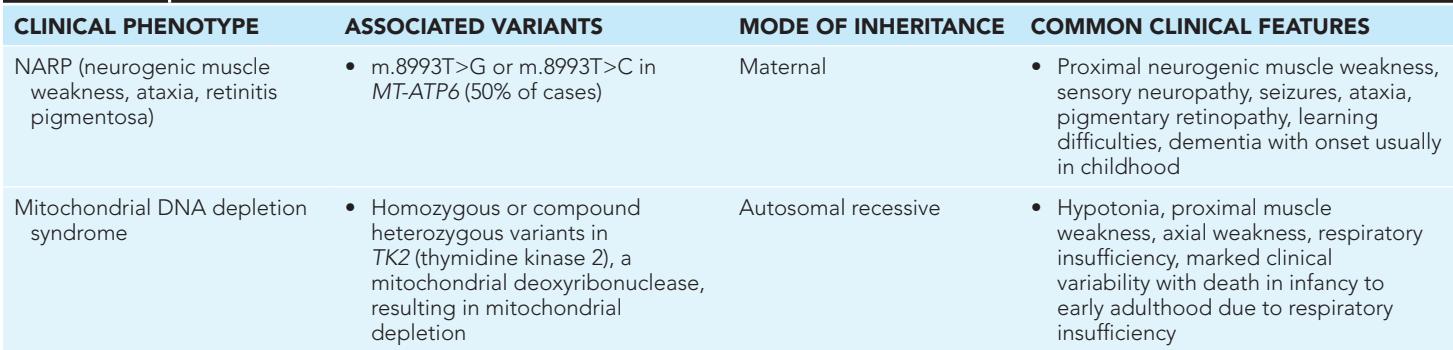 CLINICAL PHENOTYPE
ASSOCIATED VARIANTS
MODE OF INHERITANCE
COMMON CLINICAL FEATURES
NARP (neurogenic muscle
weakness, ataxia, retinitis
pigmentosa)
• m.8993T>G or m.8993T>C in
MT-ATP6 (50% of cases)
Maternal
• Proximal neurogenic muscle weakness,
sensory neuropathy, seizures, ataxia,
pigmentary retinopathy, learning
difficulties, dementia with onset usually
in childhood
Mitochondrial DNA depletion
syndrome
• Homozygous or compound
heterozygous variants in
TK2 (thymidine kinase 2), a
mitochondrial deoxyribonuclease,
resulting in mitochondrial
depletion
Autosomal recessive
• Hypotonia, proximal muscle
weakness, axial weakness, respiratory
insufficiency, marked clinical
variability with death in infancy to
early adulthood due to respiratory
insufficiency